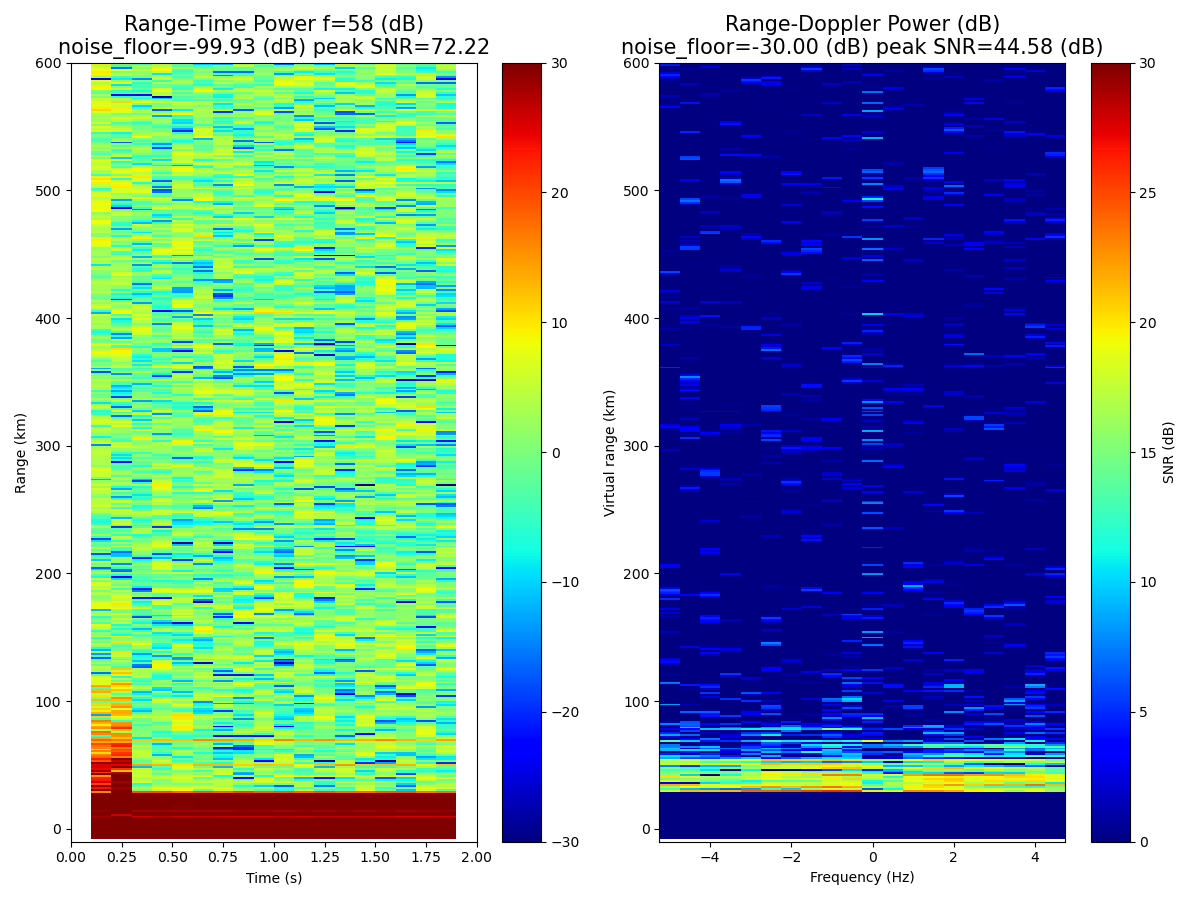 Range-Time Power f=58 (dB)
noise_floor=-99.93 (dB) peak SNR=72.22
600
500
400
300
200
100
0
Range (km)
0.00 0.25 0.50 0.75 1.00 1.25 1.50 1.75 2.00
Time (s)
30
20
10
0
−10
−20
−30
Range-Doppler Power (dB)
noise_floor=-30.00 (dB) peak SNR=44.58 (dB)
600
500
400
300
200
100
0
Virtual range (km)
−4 −2 0 2 4
Frequency (Hz)
30
25
20
15
10
5
0
SNR (dB)